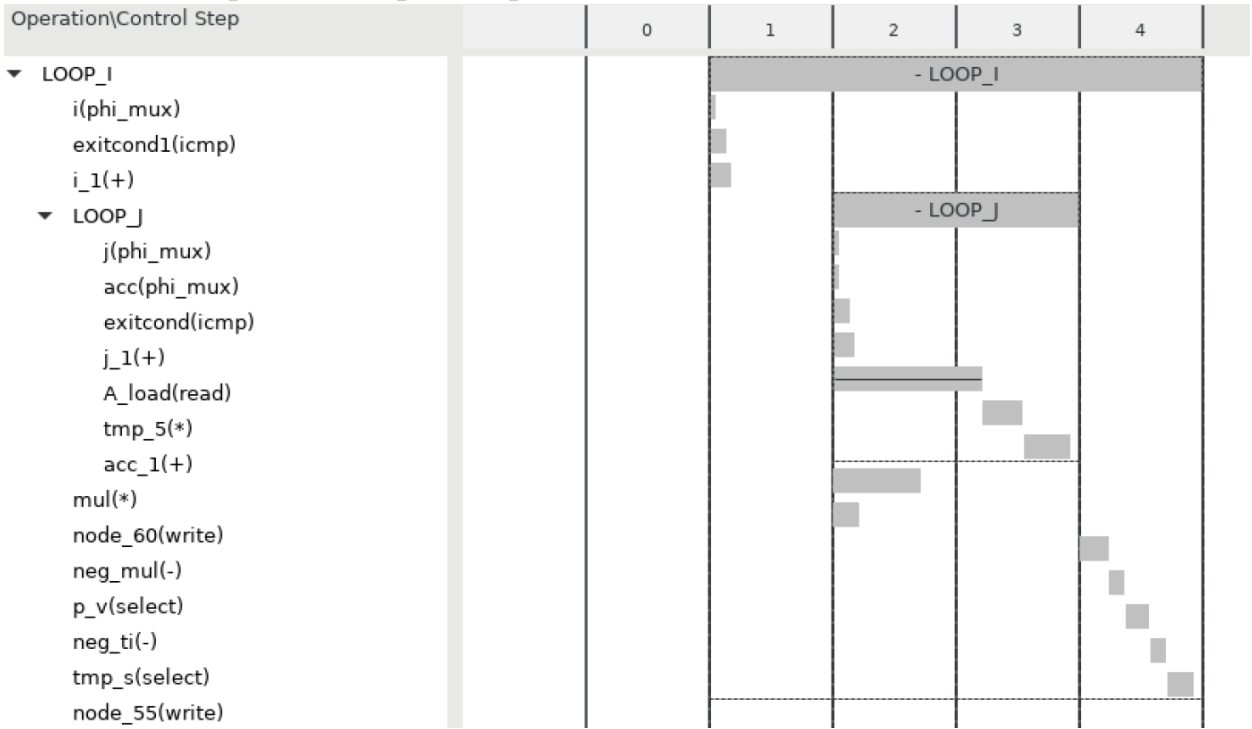 Operation\Control Step
0 1 2 3 4
LOOP_I - LOOP_I
i(phi_mux)
exitcond1(icmp)
i_1(+)
LOOP_J - LOOP_J
j(phi_mux)
acc(phi_mux)
exitcond(icmp)
j_1(+)
A_load(read)
tmp_5(*)
acc_1(+)
mul(*)
node_60(write)
neg_mul(-)
p_v(select)
neg_ti(-)
tmp_s(select)
node_55(write)